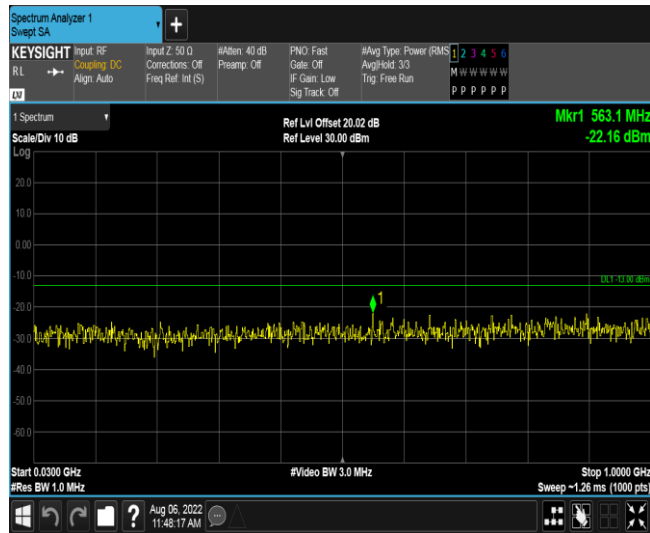 Spectrum Analyzer 1
Swept SA
+
KEYSIGHT
RL
LXI
Input: RF
Coupling: DC
Align: Auto
Input Z: 50 Ω
Corrections: Off
Freq Ref: Int (S)
#Atten: 40 dB
Preamp: Off
PNO: Fast
Gate: Off
IF Gain: Low
Sig Track: Off
#Avg Type: Power (RMS
Avg|Hold: 3/3
Trig: Free Run
1 2 3 4 5 6
M W W W W W
P P P P P P
1 Spectrum
Scale/Div 10 dB
Log
Ref Lvl Offset 20.02 dB
Ref Level 30.00 dBm
Mkr1 563.1 MHz
-22.16 dBm
20.0
10.0
0.00
-10.0
DL1 -13.00 dBm
1
-20.0
-30.0
-40.0
-50.0
-60.0
Start 0.0300 GHz
#Res BW 1.0 MHz
#Video BW 3.0 MHz
Stop 1.0000 GHz
Sweep ~1.26 ms (1000 pts)
?
Aug 06, 2022
11:48:17 AM